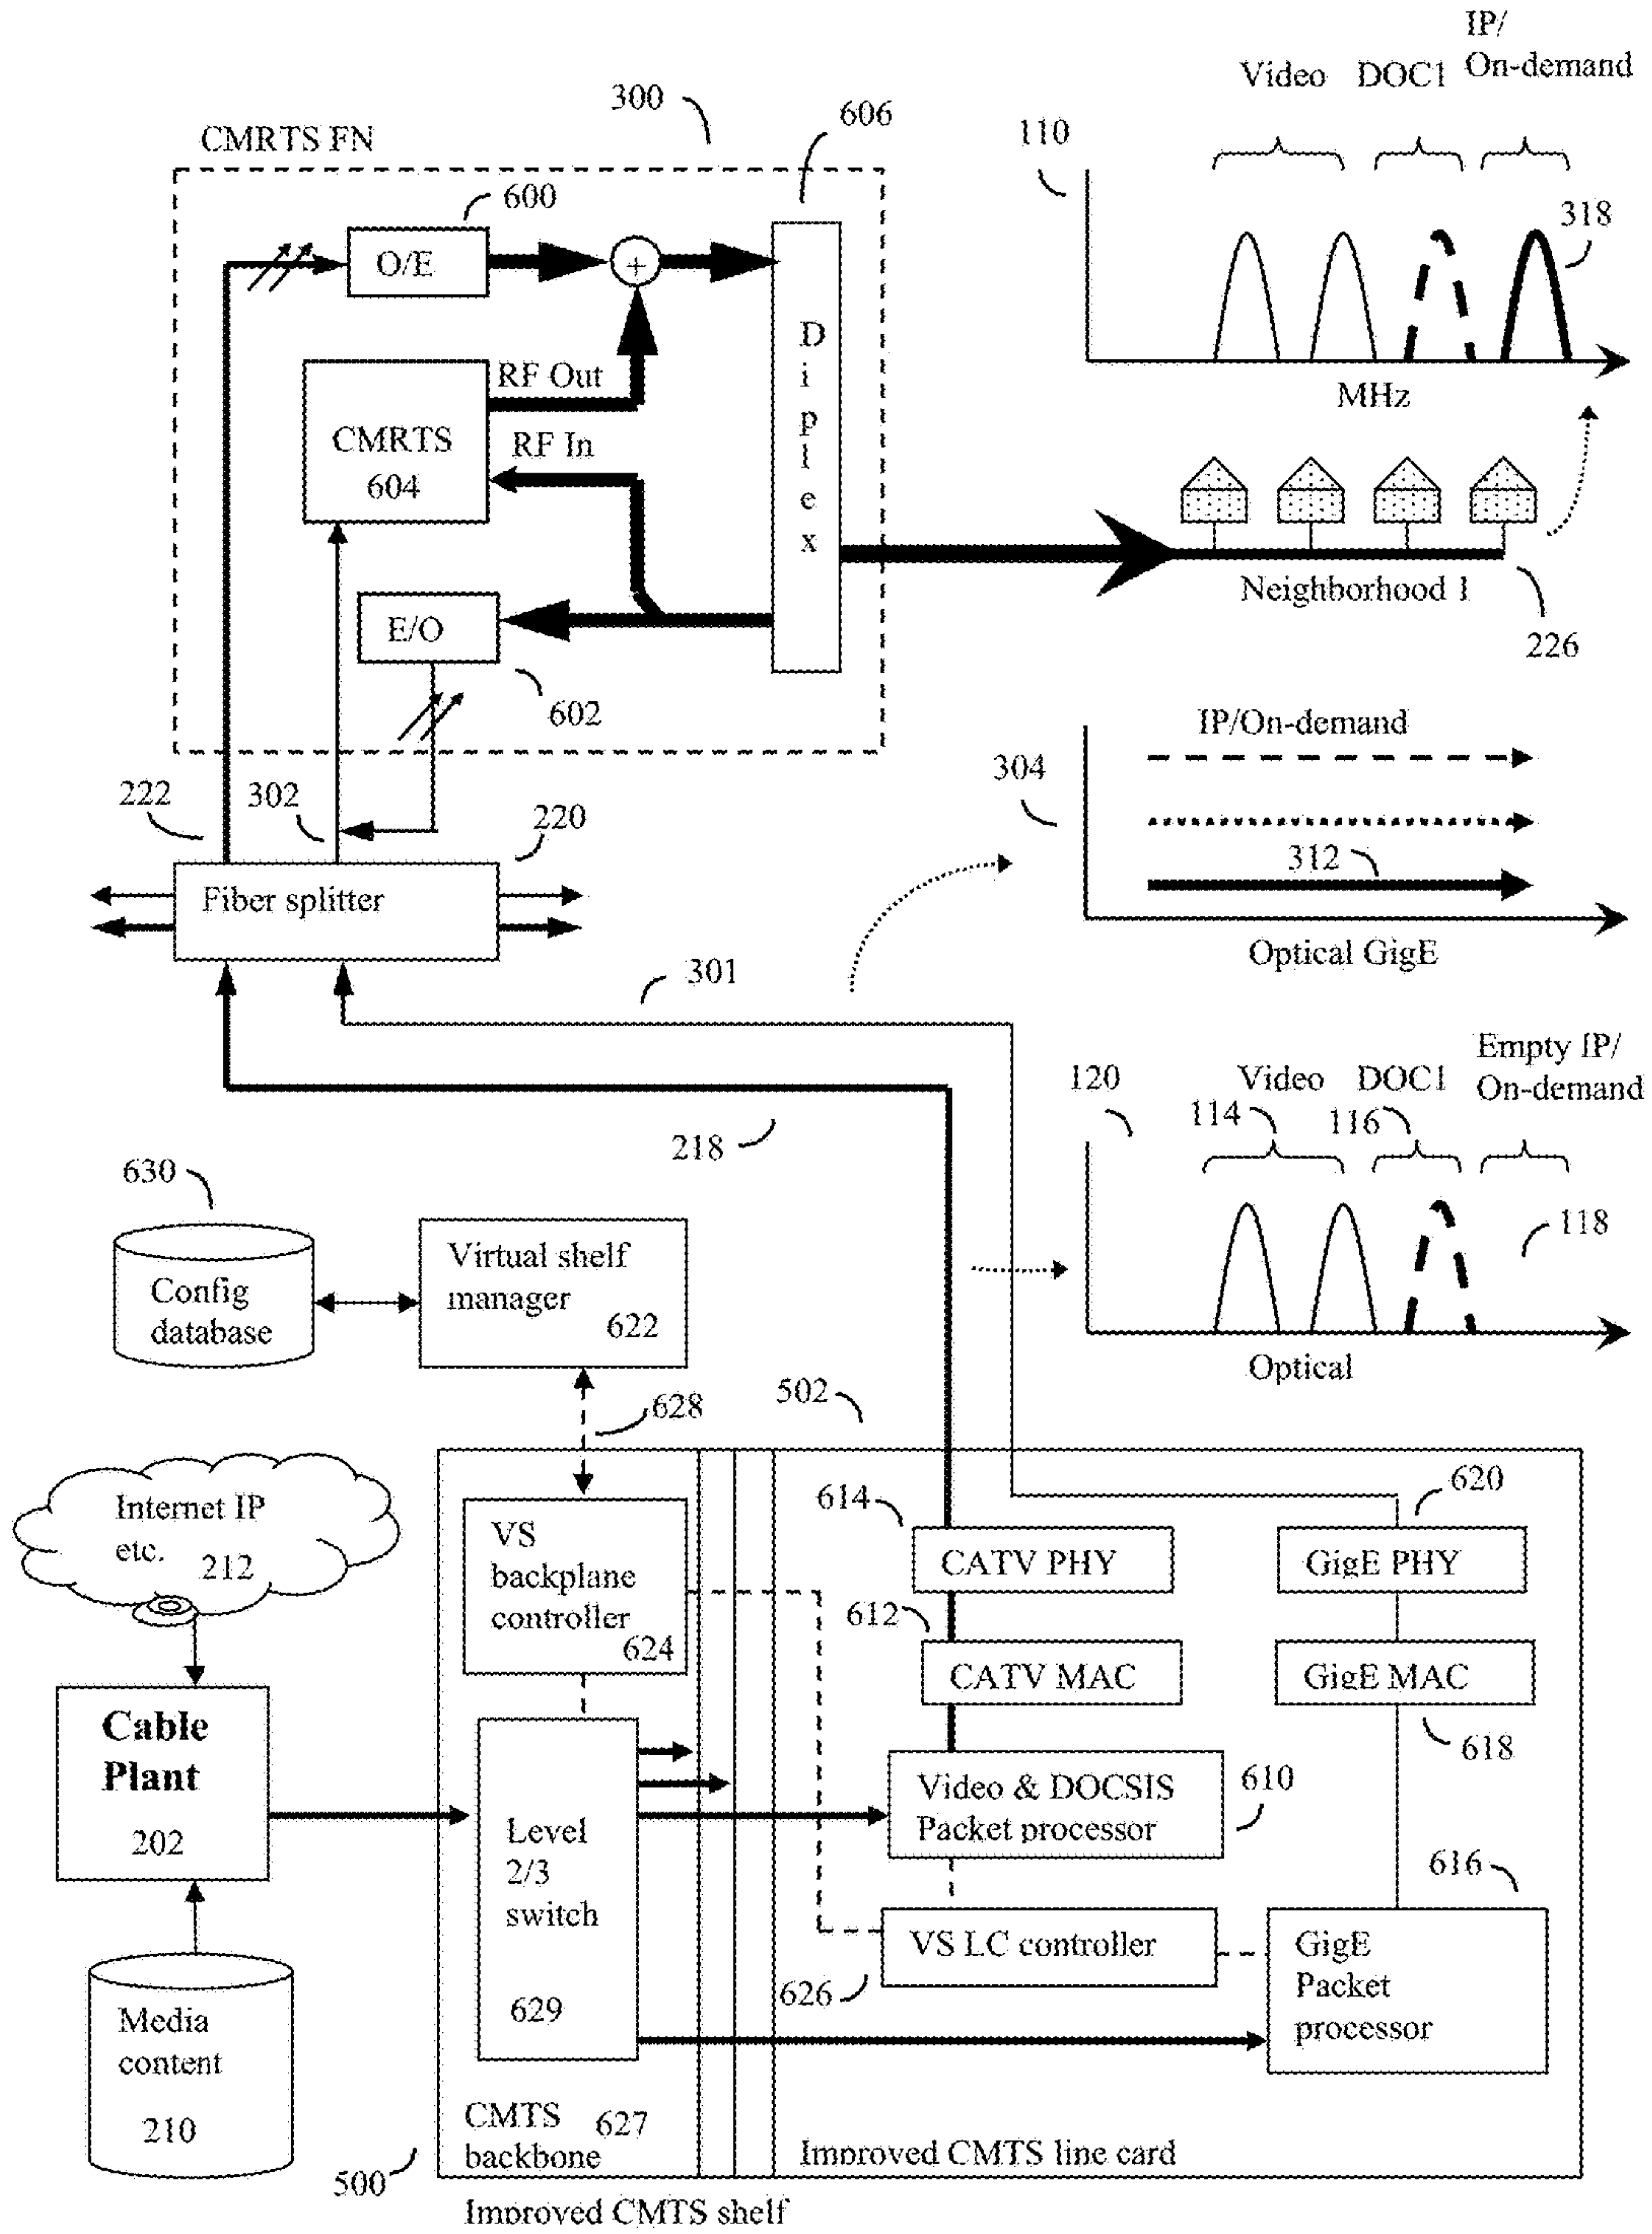 IP/
Video DOC1 On-demand
300
606
110
CMRTS FN
600
318
O/E
+
Diplex
RF Out
MHz
CMRTS
604
RF In
E/O
Neighborhood 1
226
602
IP/On-demand
304
222
302
220
312
Fiber splitter
Optical GigE
301
Empty IP/
On-demand
120
Video DOC1
114
116
218
630
118
Virtual shelf
manager
622
Config
database
Optical
502
628
Internet IP
etc.
212
VS
backplane
controller
624
614
620
CATV PHY
GigE PHY
612
CATV MAC
GigE MAC
618
Cable
Plant
202
Video & DOCSIS
Packet processor
610
Level
2/3
switch
629
616
VS LC controller
626
GigE
Packet
processor
Media
content
210
CMTS
backbone
627
Improved CMTS line card
500
Improved CMTS shelf